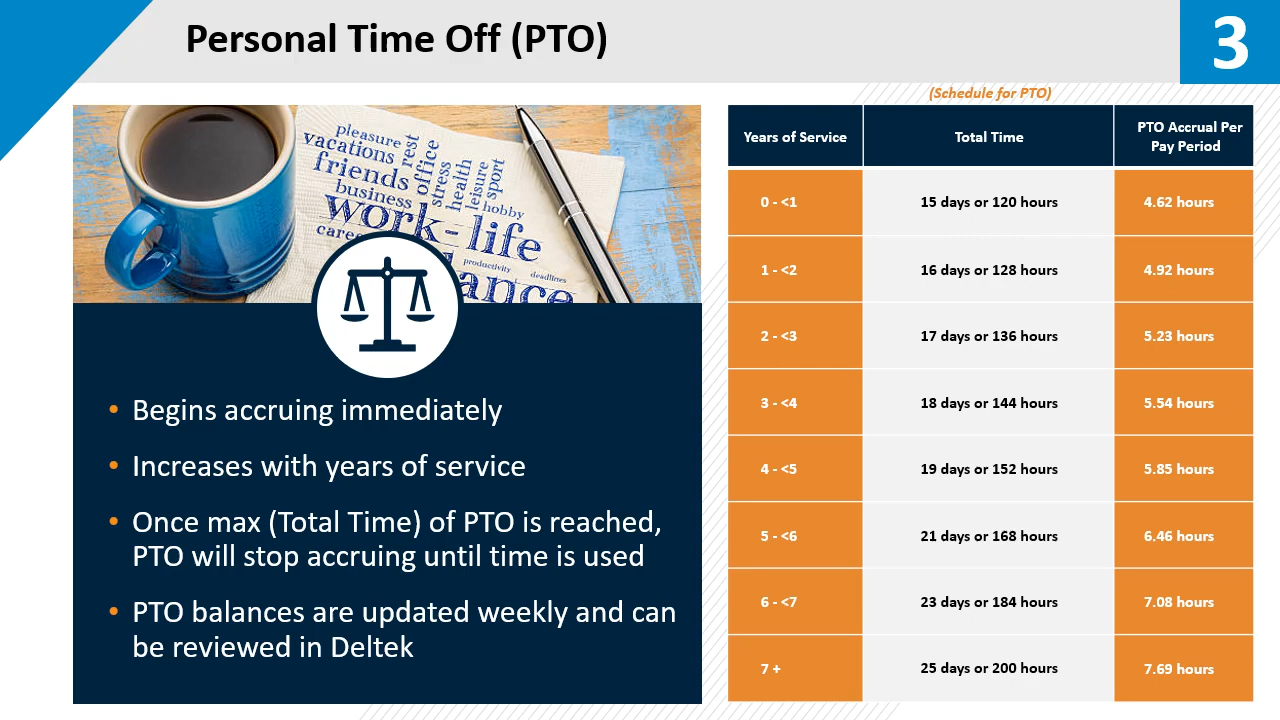 Personal Time Off (PTO)
3
pleasure
vacations
friends
business
rest
office
stress
health
leisure
sport
hobby
work-life
productivity
deadlines
• Begins accruing immediately
• Increases with years of service
• Once max (Total Time) of PTO is reached,
PTO will stop accruing until time is used
• PTO balances are updated weekly and can
be reviewed in Deltek
(Schedule for PTO)
Years of Service Total Time PTO Accrual Per
Pay Period
0 - <1 15 days or 120 hours 4.62 hours
1 - <2 16 days or 128 hours 4.92 hours
2 - <3 17 days or 136 hours 5.23 hours
3 - <4 18 days or 144 hours 5.54 hours
4 - <5 19 days or 152 hours 5.85 hours
5 - <6 21 days or 168 hours 6.46 hours
6 - <7 23 days or 184 hours 7.08 hours
7 + 25 days or 200 hours 7.69 hours